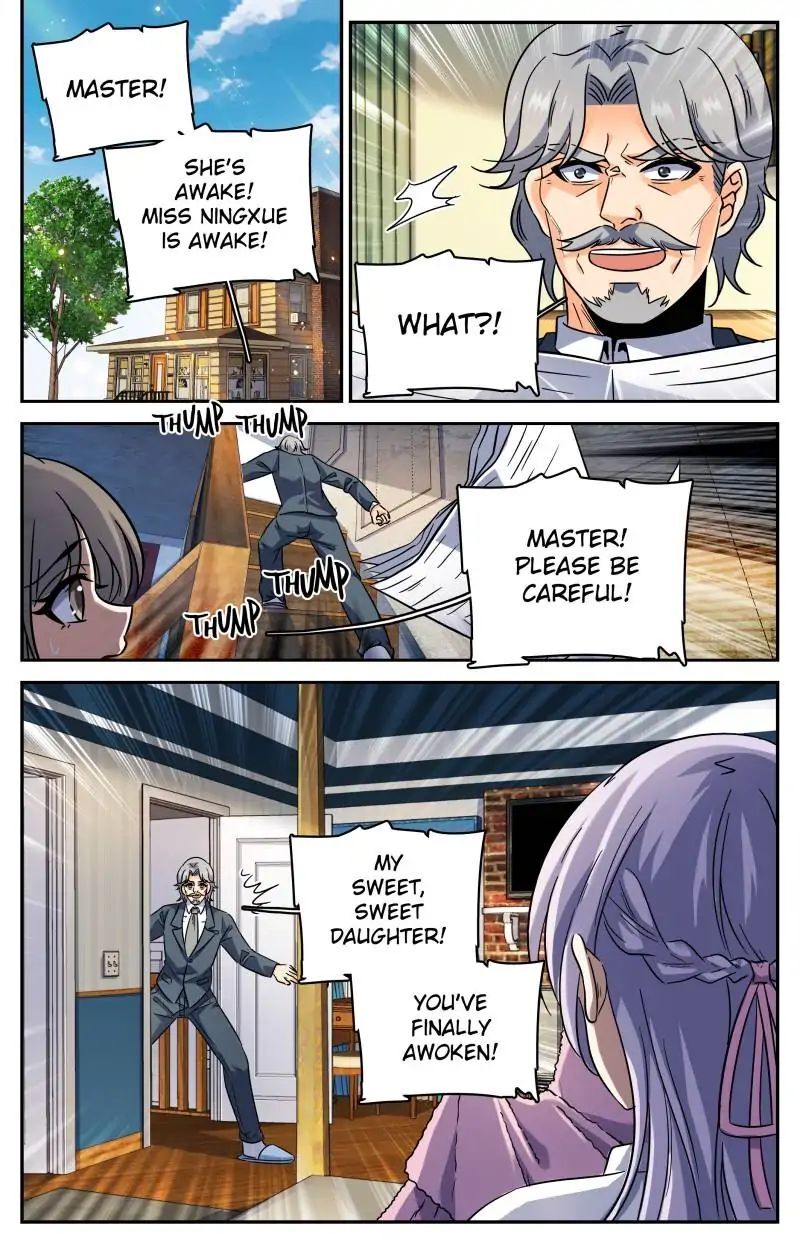 MASTER!
SHE'S
AWAKE!
MISS NINGXUE
IS AWAKE!
WHAT?!
THUMP THUMP
MASTER!
PLEASE BE
CAREFUL!
THUMP
THUMP
MY
SWEET,
SWEET
DAUGHTER!
YOU'VE
FINALLY
AWOKEN!